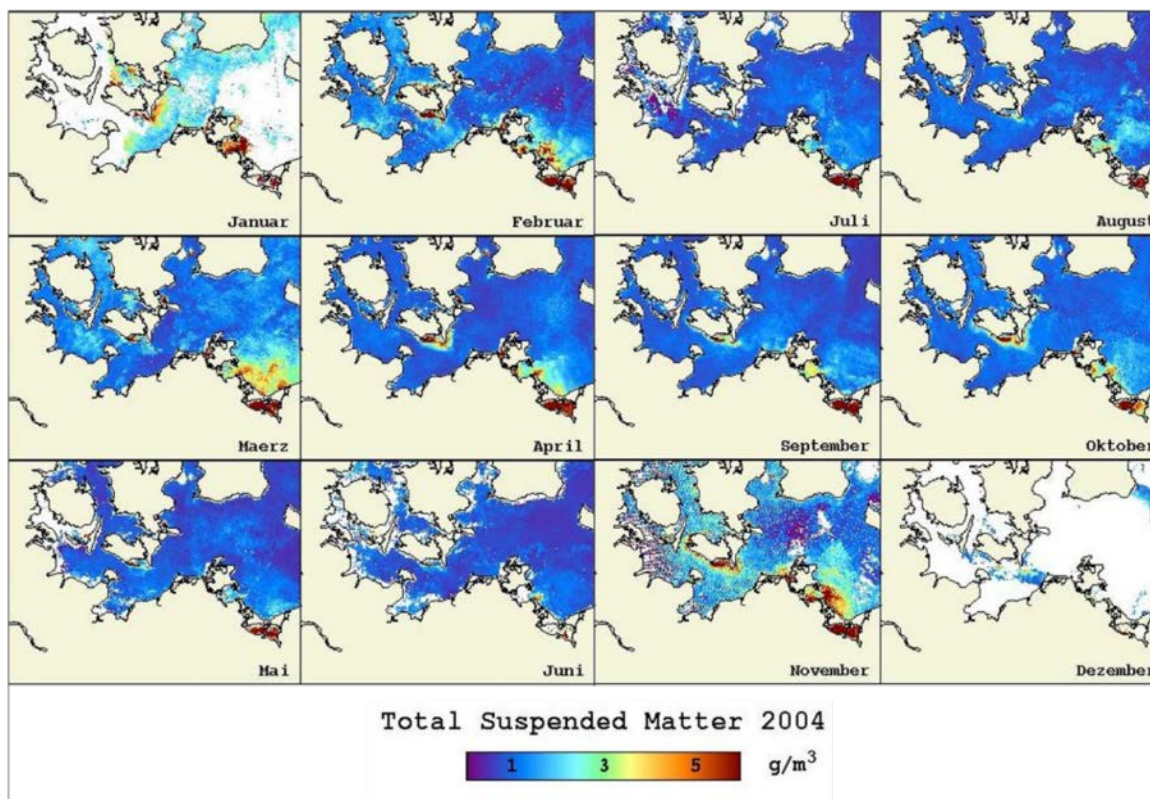 Januar
Februar
Juli
August
Maerz
April
September
Oktober
Mai
Juni
November
Dezember
Total Suspended Matter 2004
1 3 5 g/m³